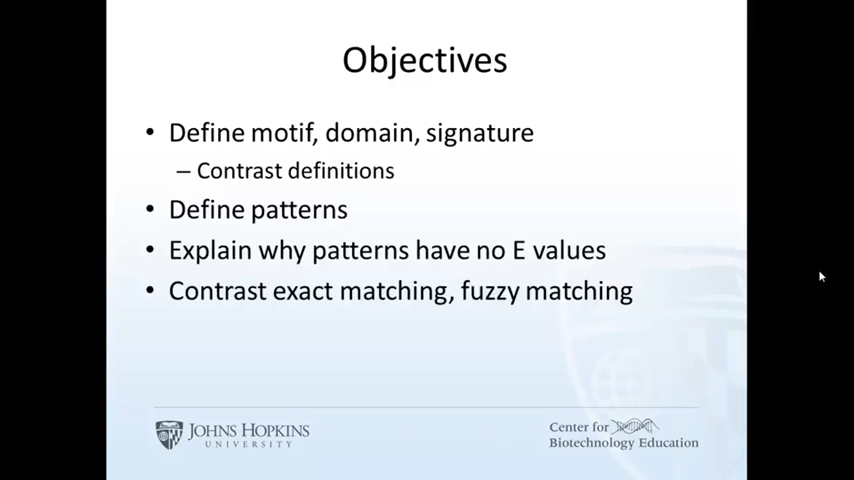 Objectives
• Define motif, domain, signature
– Contrast definitions
• Define patterns
• Explain why patterns have no E values
• Contrast exact matching, fuzzy matching
JOHNS HOPKINS
UNIVERSITY
Center for
Biotechnology Education